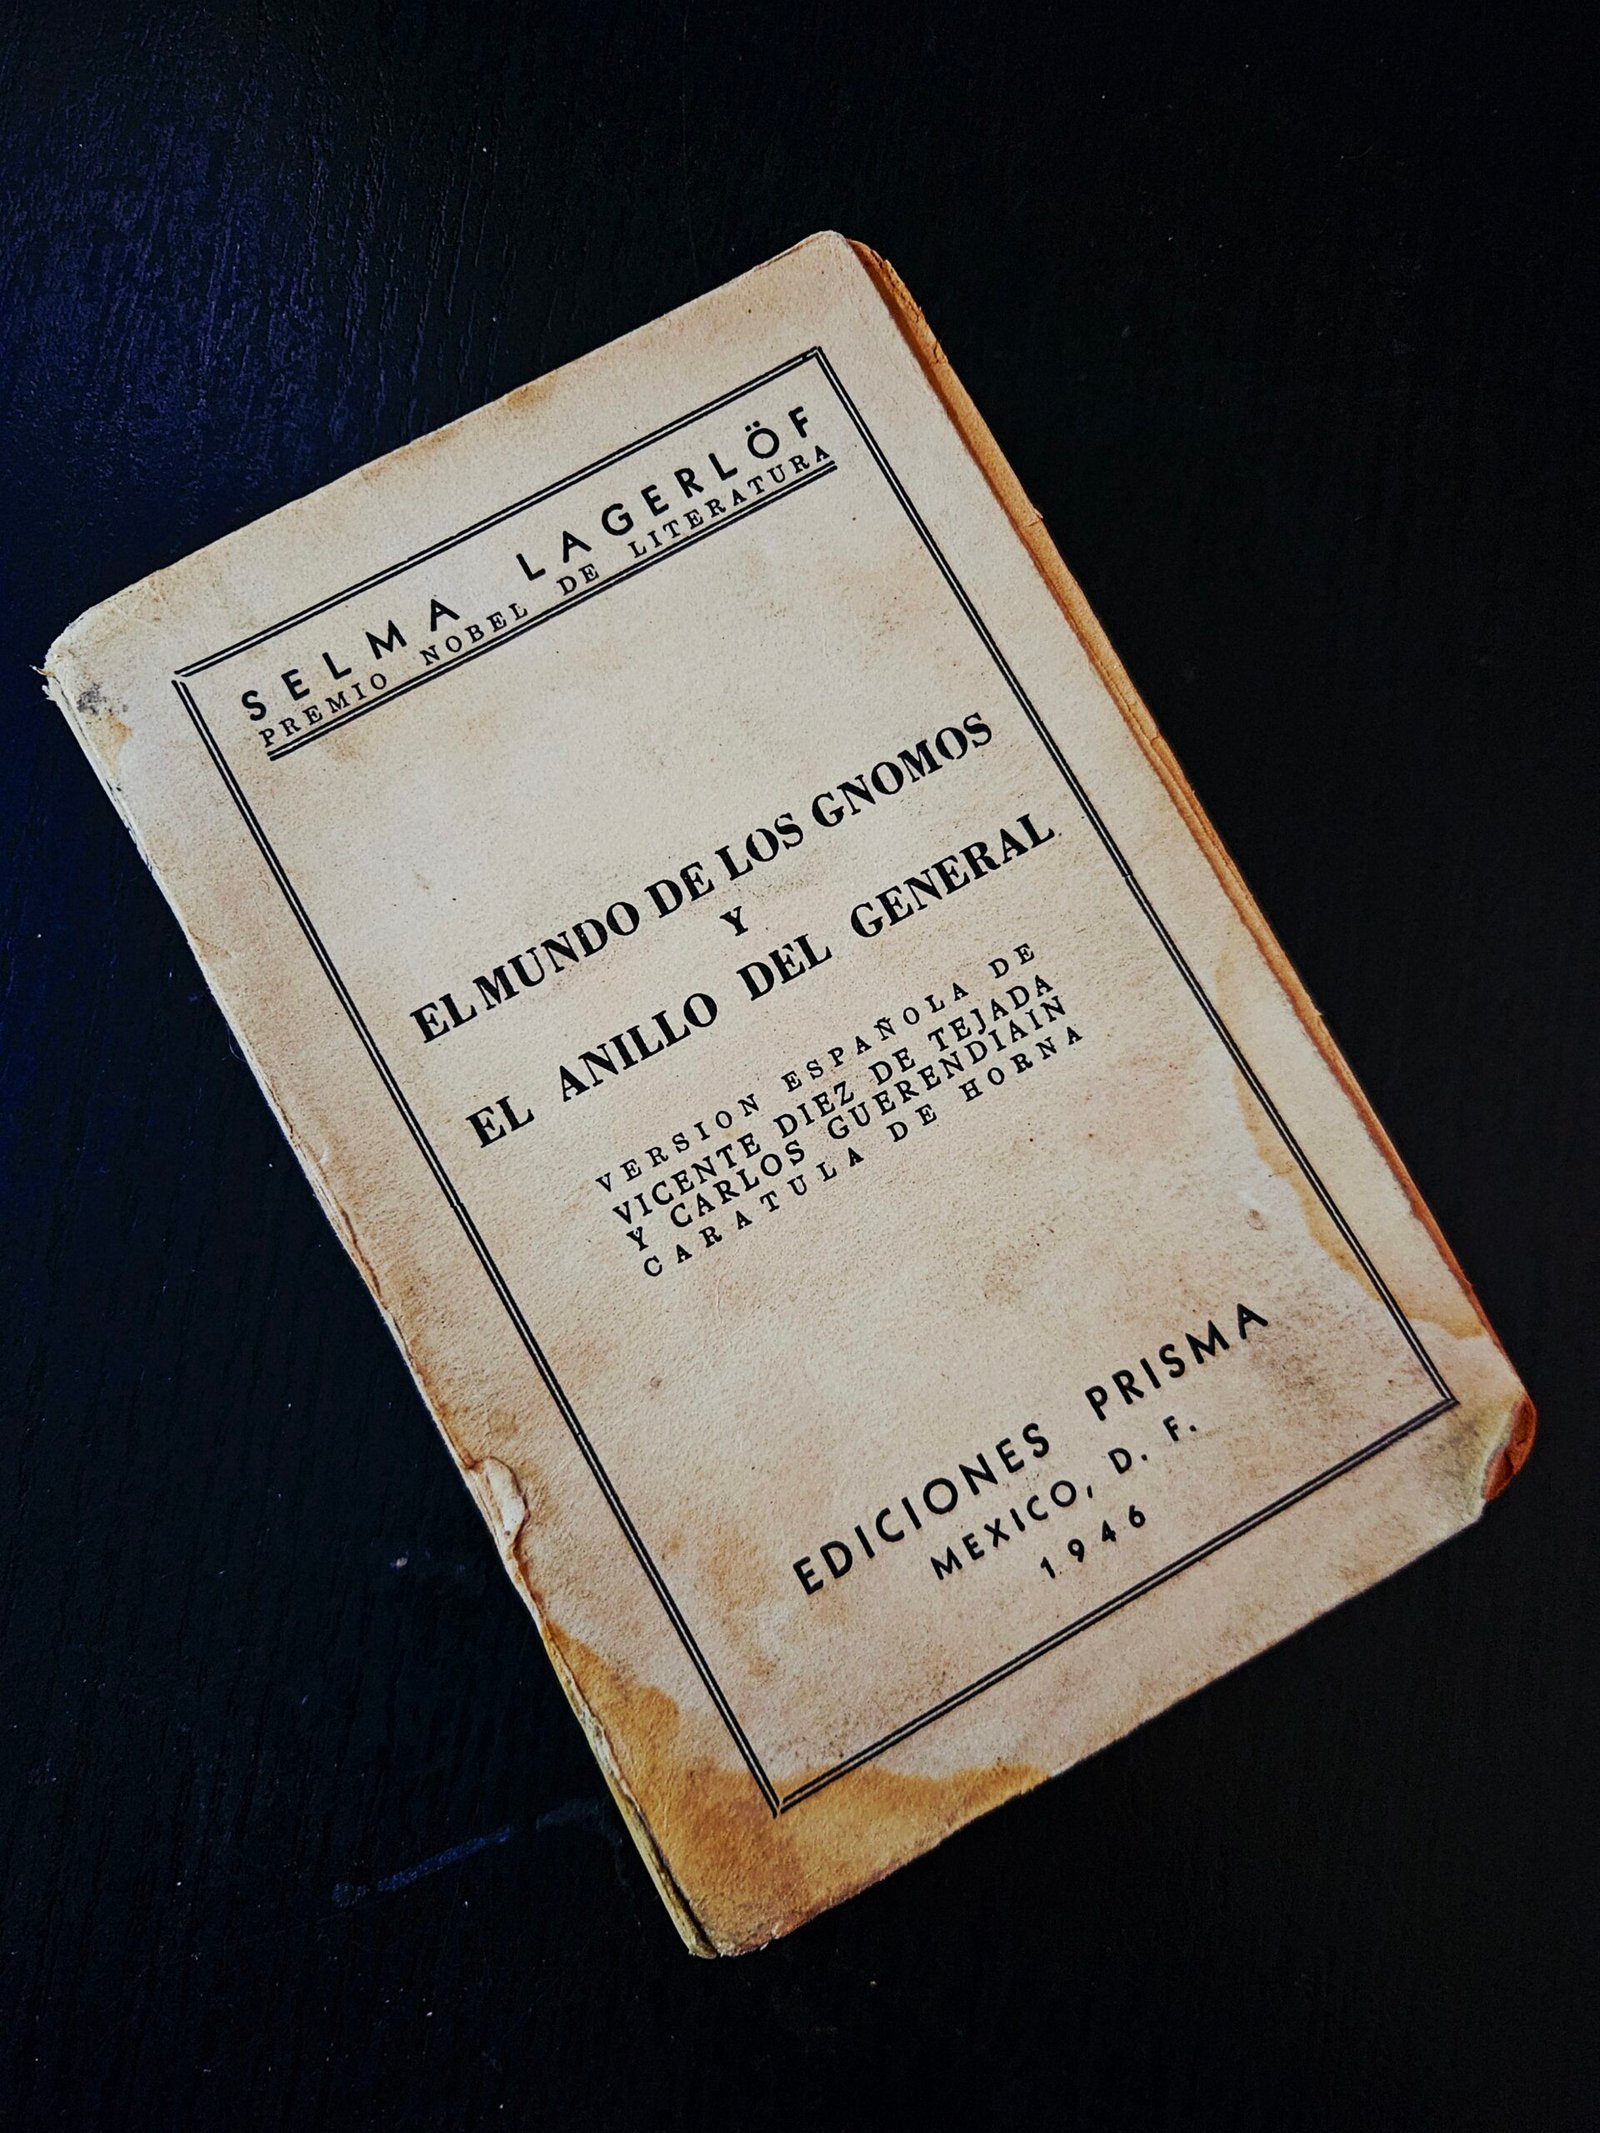 SELMA LAGERLÖF
PREMIO NOBEL DE LITERATURA
EL MUNDO DE LOS GNOMOS
Y
EL ANILLO DEL GENERAL
VERSION ESPAÑOLA DE
VICENTE DIEZ DE TEJADA
Y CARLOS GUERENDIAIN
CARATULA DE HORNA
EDICIONES PRISMA
MEXICO, D. F.
1946